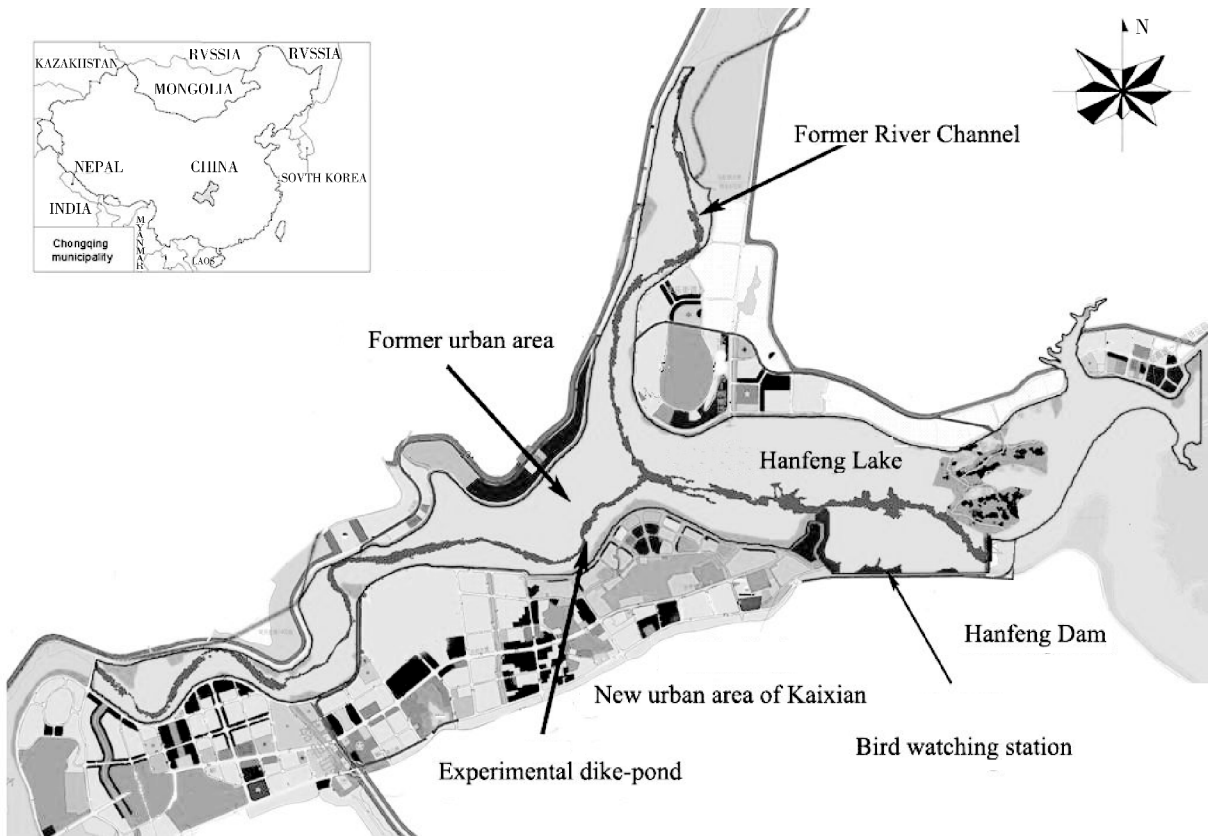 N
RVSSIA
RVSSIA
KAZAKIISTAN
MONGOLIA
NEPAL
CHINA
SOVTH KOREA
INDIA
MYANMAR
LAOS
Chongqing
municipality
Former River Channel
Former urban area
Hanfeng Lake
Hanfeng Dam
New urban area of Kaixian
Bird watching station
Experimental dike-pond